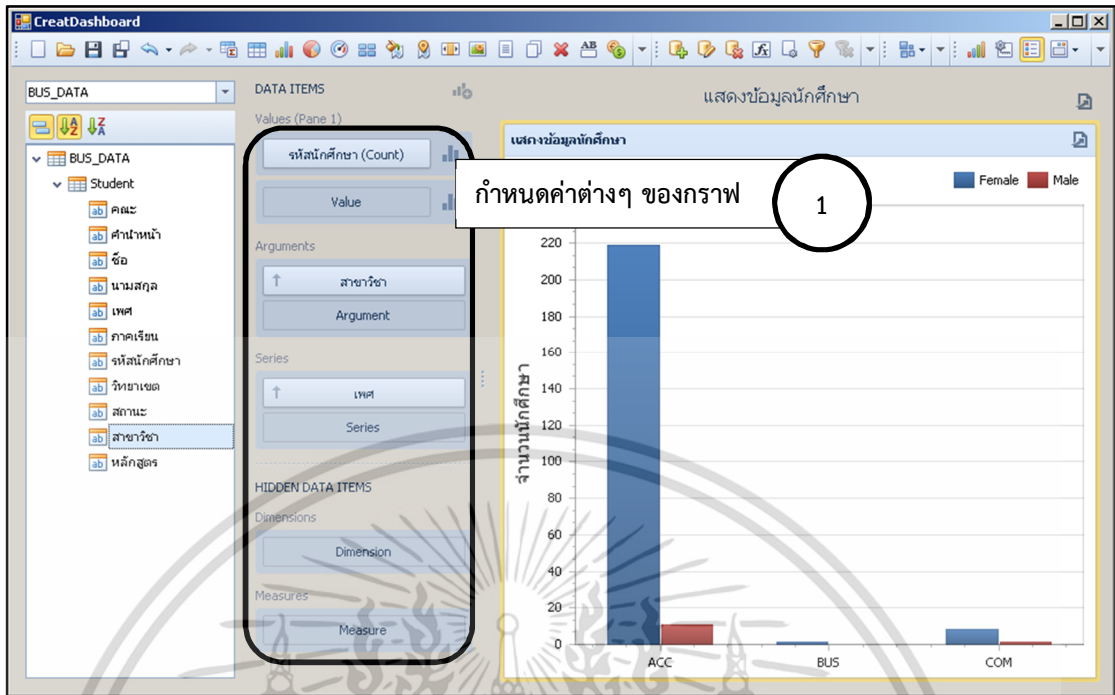 CreatDashboard
BUS_DATA
BUS_DATA
Student
คณะ
คำนำหน้า
ชื่อ
นามสกุล
เพศ
ภาคเรียน
รหัสนักศึกษา
วิทยาเขต
สถานะ
สาขาวิชา
หลักสูตร
DATA ITEMS
Values (Pane 1)
รหัสนักศึกษา (Count)
Value
Arguments
สาขาวิชา
Argument
Series
เพศ
Series
HIDDEN DATA ITEMS
Dimensions
Dimension
Measures
Measure
แสดงข้อมูลนักศึกษา
แสดงข้อมูลนักศึกษา
กำหนดค่าต่างๆ ของกราฟ
1
Female Male
จำนวนนักศึกษา
220
200
180
160
140
120
100
80
60
40
20
0
ACC BUS COM